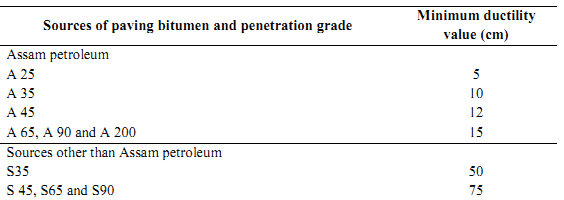 Sources of paving bitumen and penetration grade Minimum ductility value (cm)
Assam petroleum
A 25 5
A 35 10
A 45 12
A 65, A 90 and A 200 15
Sources other than Assam petroleum
S35 50
S 45, S65 and S90 75